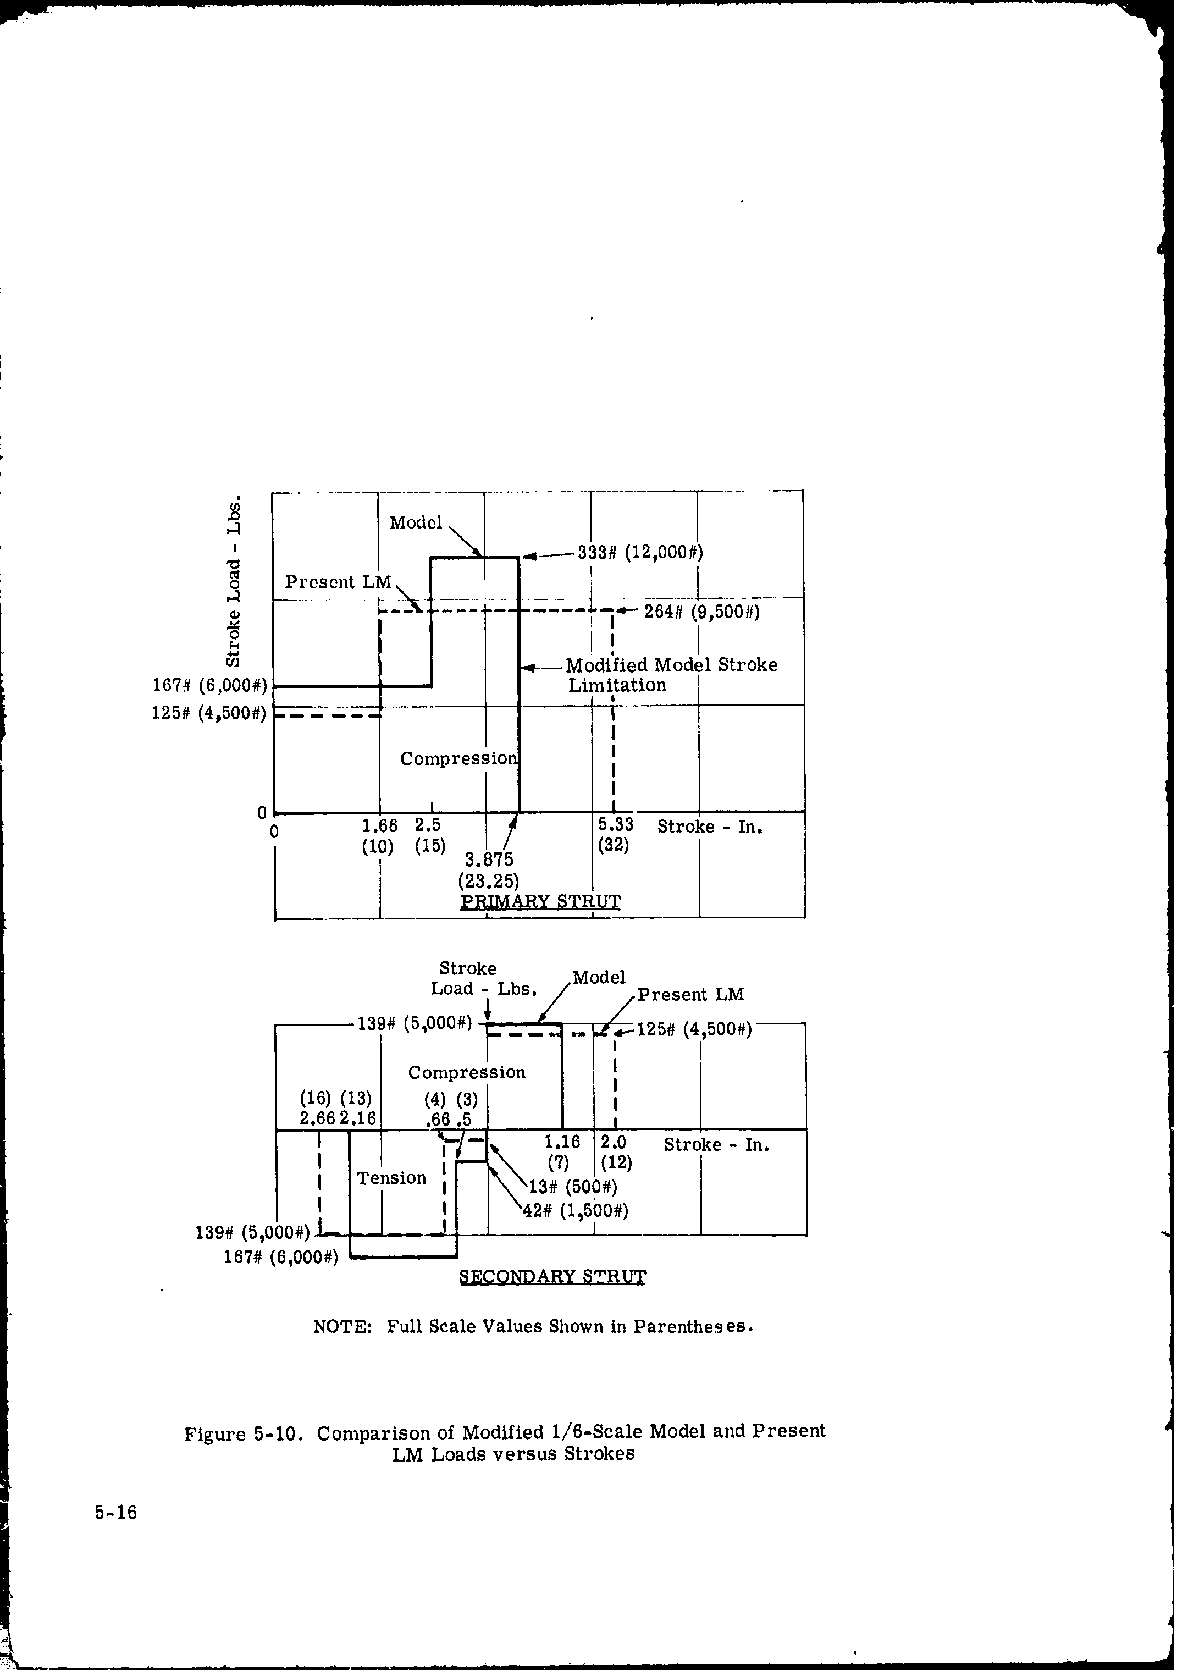 Stroke Load - Lbs.
Model
333# (12,000#)
Present LM
264# (9,500#)
Modified Model Stroke
Limitation
167# (6,000#)
125# (4,500#)
Compression
0
0
1.66 2.5 5.33 Stroke - In.
(10) (15) (32)
3.875
(23.25)
PRIMARY STRUT
Stroke
Load - Lbs.
Model
Present LM
139# (5,000#)
125# (4,500#)
Compression
(16) (13) (4) (3)
2.66 2.16 .66 .5
1.16 2.0 Stroke - In.
(7) (12)
Tension
13# (500#)
42# (1,500#)
139# (5,000#)
167# (6,000#)
SECONDARY STRUT
NOTE: Full Scale Values Shown in Parentheses.
Figure 5-10. Comparison of Modified 1/6-Scale Model and Present
LM Loads versus Strokes
5-16